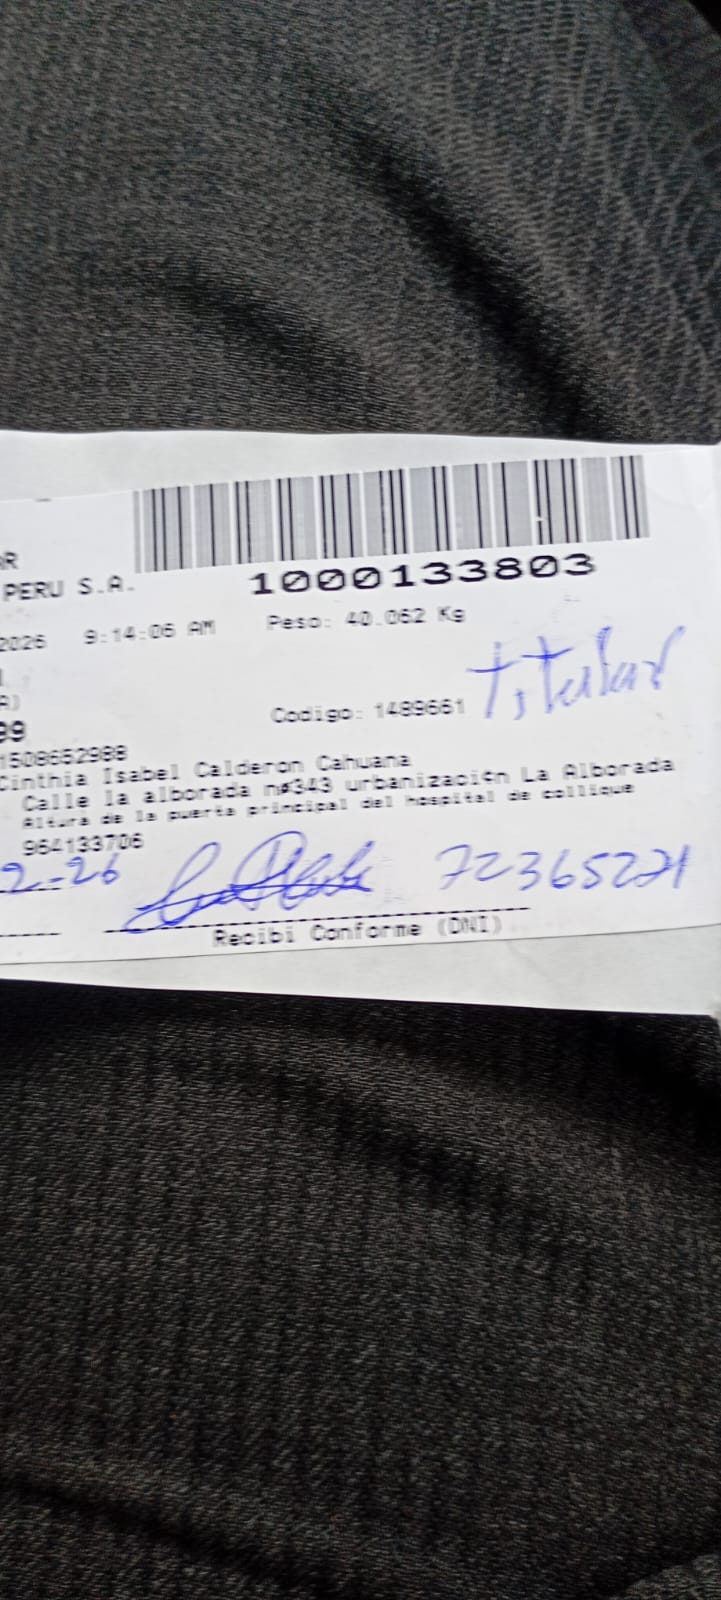 PERU S.A.
1000133803
2026 9:14:06 AM Peso: 40.062 Kg
A)
99
Codigo: 1489661 Titular
1508652988
Cinthia Isabel Calderon Cahuana
Calle la alborada nº343 urbanización La Alborada
Altura de la puerta principal del hospital de collique
964133706
2-26 72365271
Recibi Conforme (DNI)